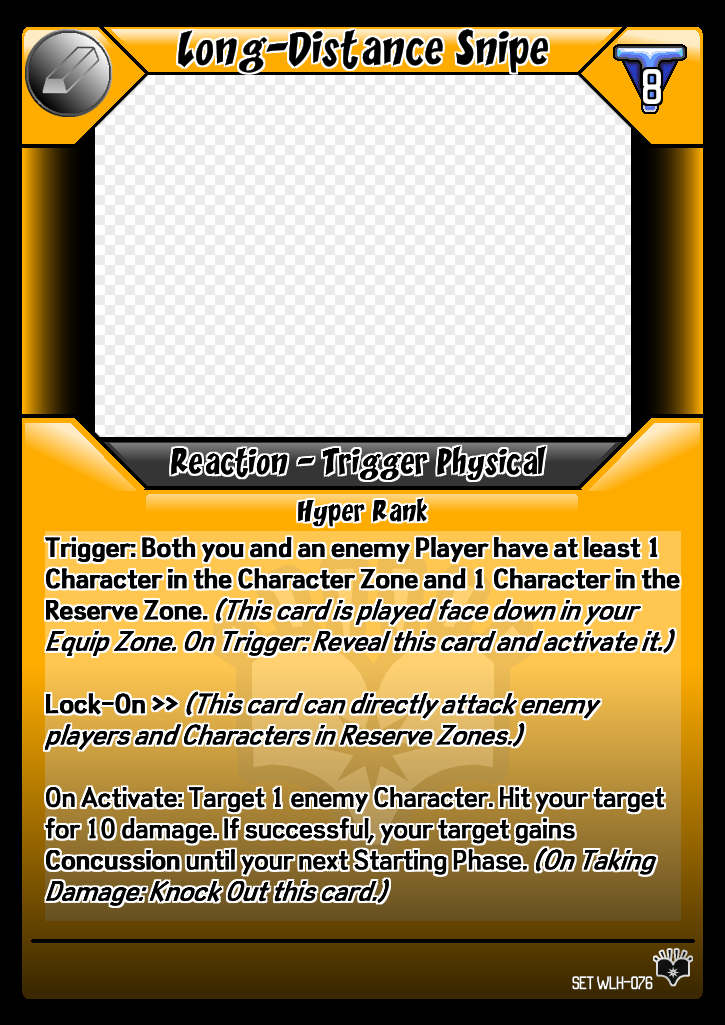 Long-Distance Snipe
8
Reaction - Trigger Physical
Hyper Rank
Trigger: Both you and an enemy Player have at least 1
Character in the Character Zone and 1 Character in the
Reserve Zone. (This card is played face down in your
Equip Zone. On Trigger: Reveal this card and activate it.)
Lock-On >> (This card can directly attack enemy
players and Characters in Reserve Zones.)
On Activate: Target 1 enemy Character. Hit your target
for 10 damage. If successful, your target gains
Concussion until your next Starting Phase. (On Taking
Damage: Knock Out this card.)
SET WLH-076